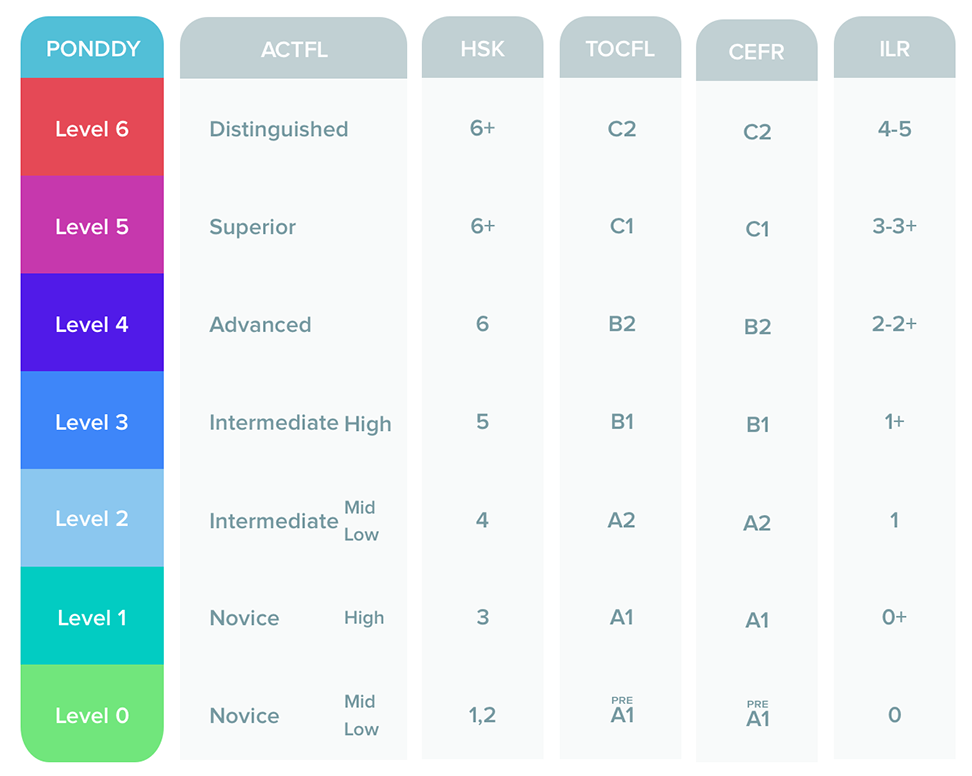 PONDDY ACTFL HSK TOCFL CEFR ILR
Level 6 Distinguished 6+ C2 C2 4-5
Level 5 Superior 6+ C1 C1 3-3+
Level 4 Advanced 6 B2 B2 2-2+
Level 3 Intermediate High 5 B1 B1 1+
Mid
Level 2 Intermediate 4 A2 A2 1
Low
Level 1 Novice High 3 A1 A1 0+
Mid PRE PRE
Level 0 Novice 1,2 A1 A1 0
Low